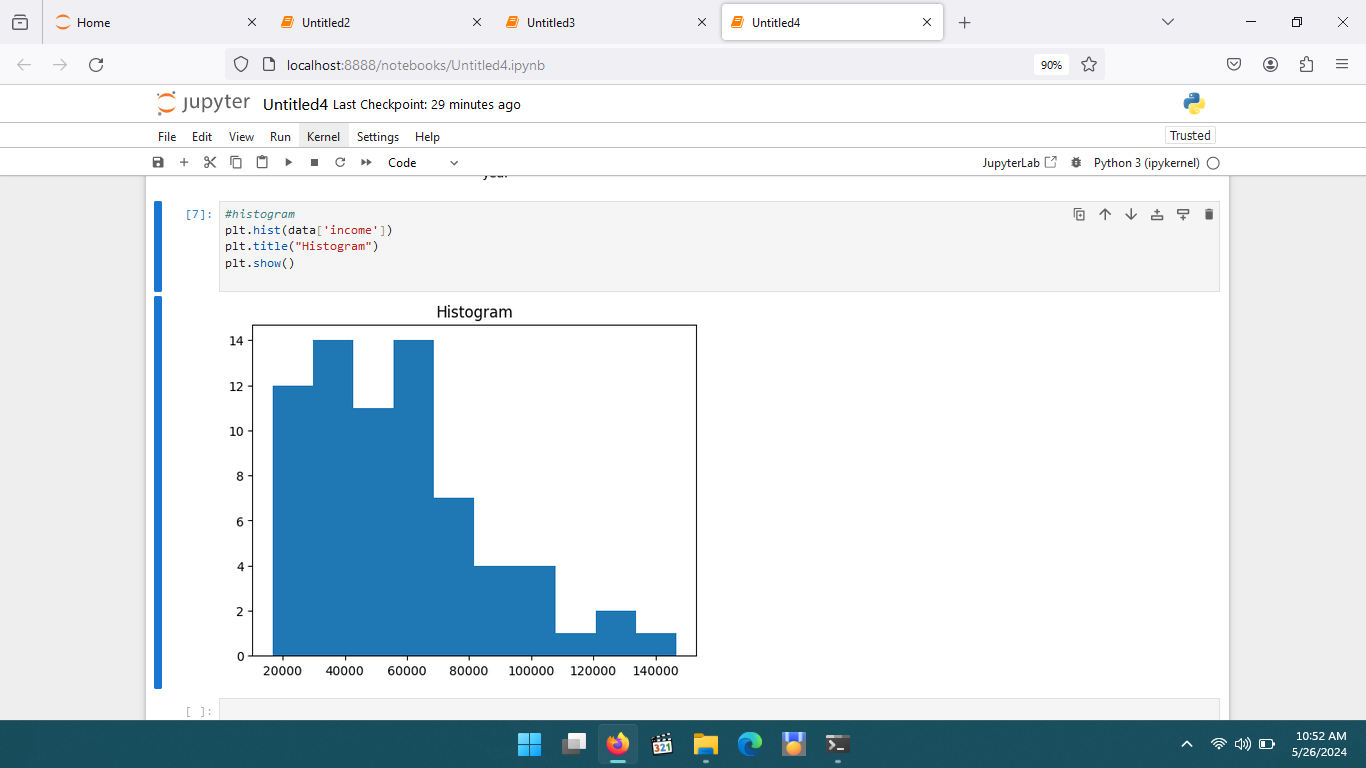 Home
Untitled2
Untitled3
Untitled4
localhost:8888/notebooks/Untitled4.ipynb
90%
jupyter Untitled4 Last Checkpoint: 29 minutes ago
File Edit View Run Kernel Settings Help
Trusted
Code
JupyterLab
Python 3 (ipykernel)
year
[7]:
#histogram
plt.hist(data['income'])
plt.title("Histogram")
plt.show()
Histogram
14
12
10
8
6
4
2
0
20000 40000 60000 80000 100000 120000 140000
[ ]:
321
10:52 AM
5/26/2024